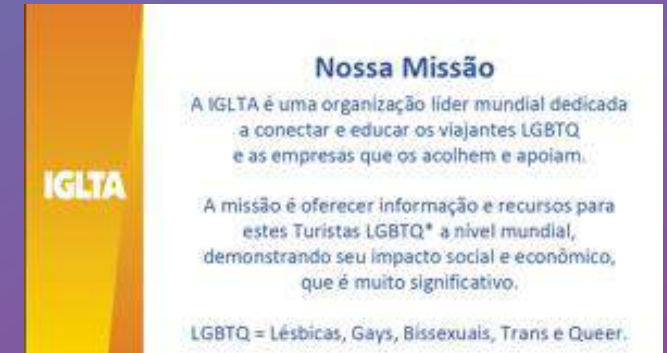 Nossa Missão
A IGLTA é uma organização líder mundial dedicada
a conectar e educar os viajantes LGBTQ
e as empresas que os acolhem e apoiam.
IGLTA
A missão é oferecer informação e recursos para
estes Turistas LGBTQ* a nível mundial,
demonstrando seu impacto social e econômico,
que é muito significativo.
LGBTQ = Lésbicas, Gays, Bissexuais, Trans e Queer.